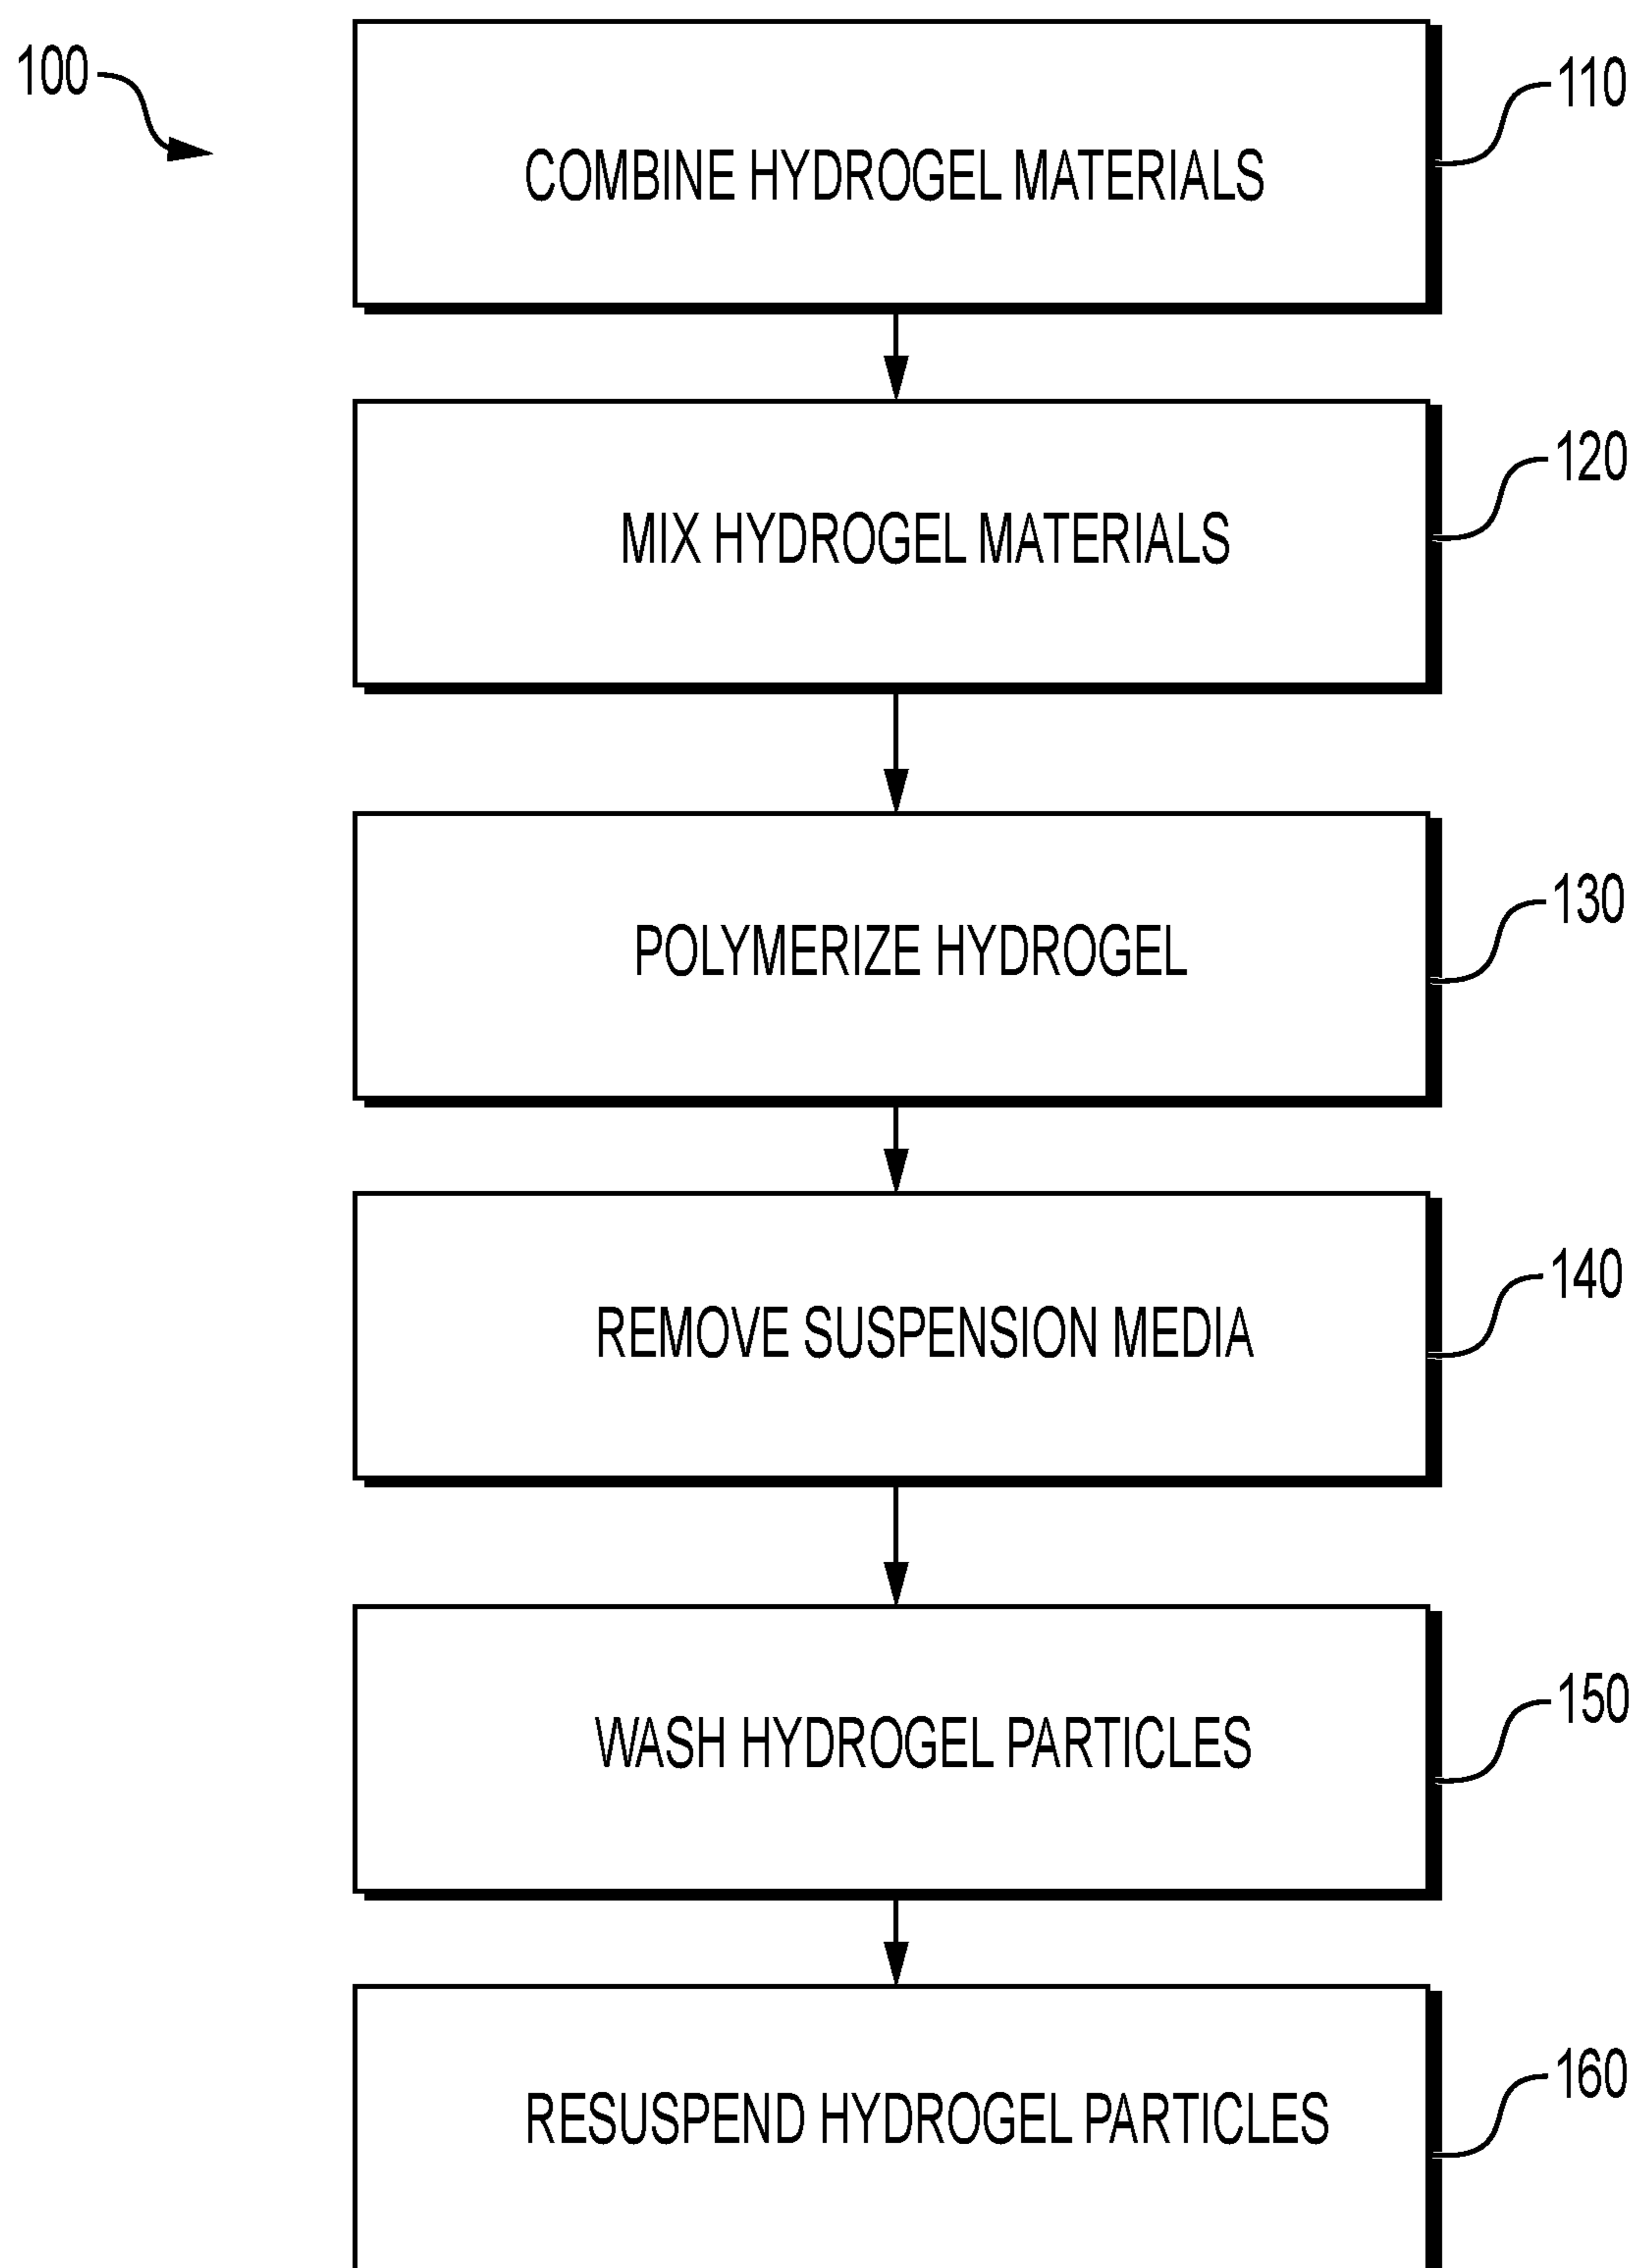 100
110
COMBINE HYDROGEL MATERIALS
120
MIX HYDROGEL MATERIALS
130
POLYMERIZE HYDROGEL
140
REMOVE SUSPENSION MEDIA
150
WASH HYDROGEL PARTICLES
160
RESUSPEND HYDROGEL PARTICLES